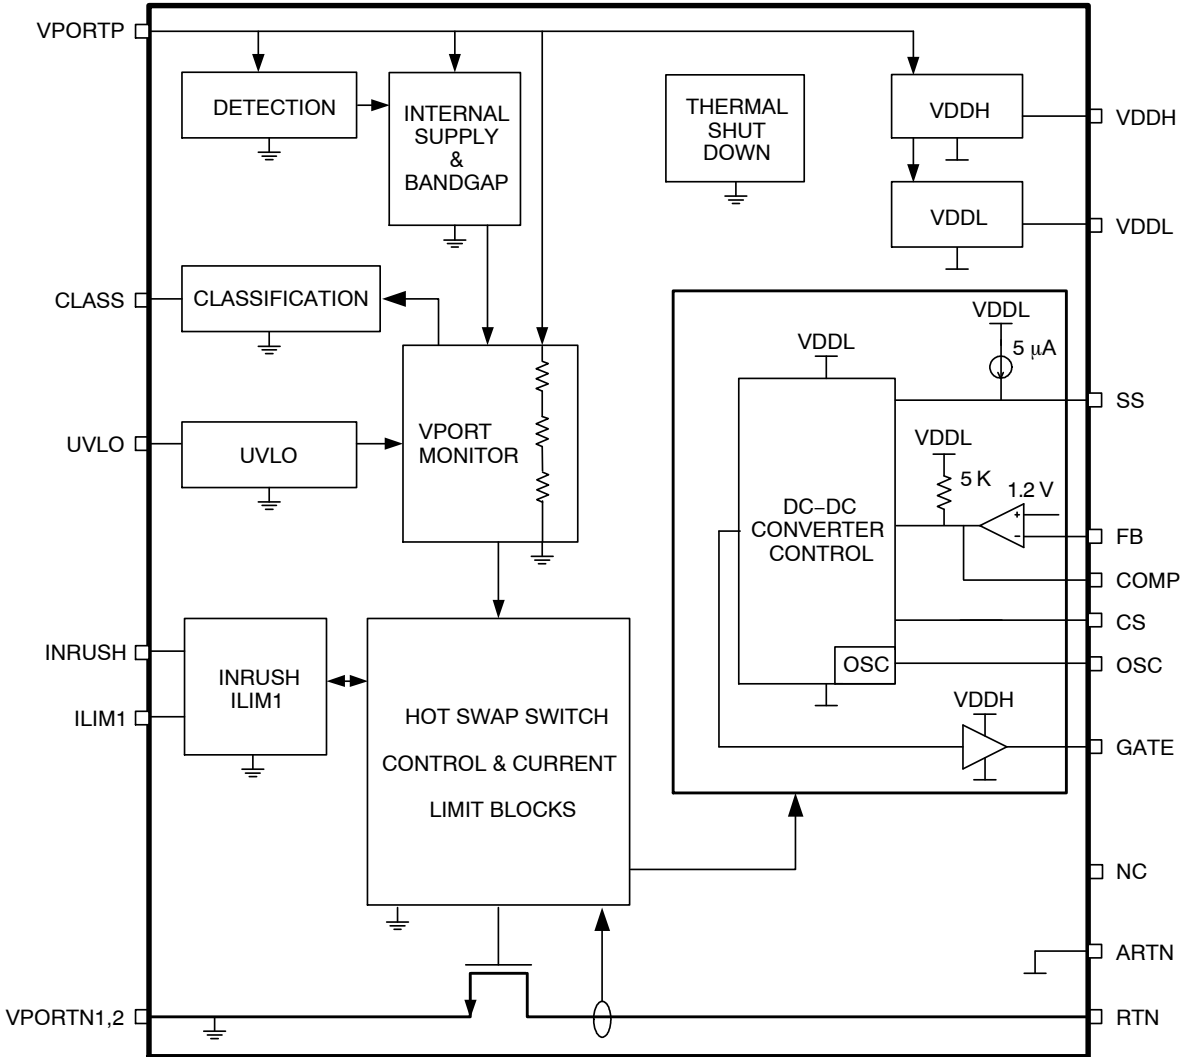 VPORTP
DETECTION
INTERNAL
SUPPLY
&
BANDGAP
THERMAL
SHUT
DOWN
VDDH
VDDH
VDDL
VDDL
CLASS
CLASSIFICATION
UVLO
UVLO
VPORT
MONITOR
VDDL
5 μA
VDDL
SS
VDDL
5 K
1.2 V
+
−
DC−DC
CONVERTER
CONTROL
FB
COMP
CS
OSC
OSC
VDDH
GATE
INRUSH
INRUSH
ILIM1
ILIM1
HOT SWAP SWITCH
CONTROL & CURRENT
LIMIT BLOCKS
NC
ARTN
VPORTN1,2
RTN